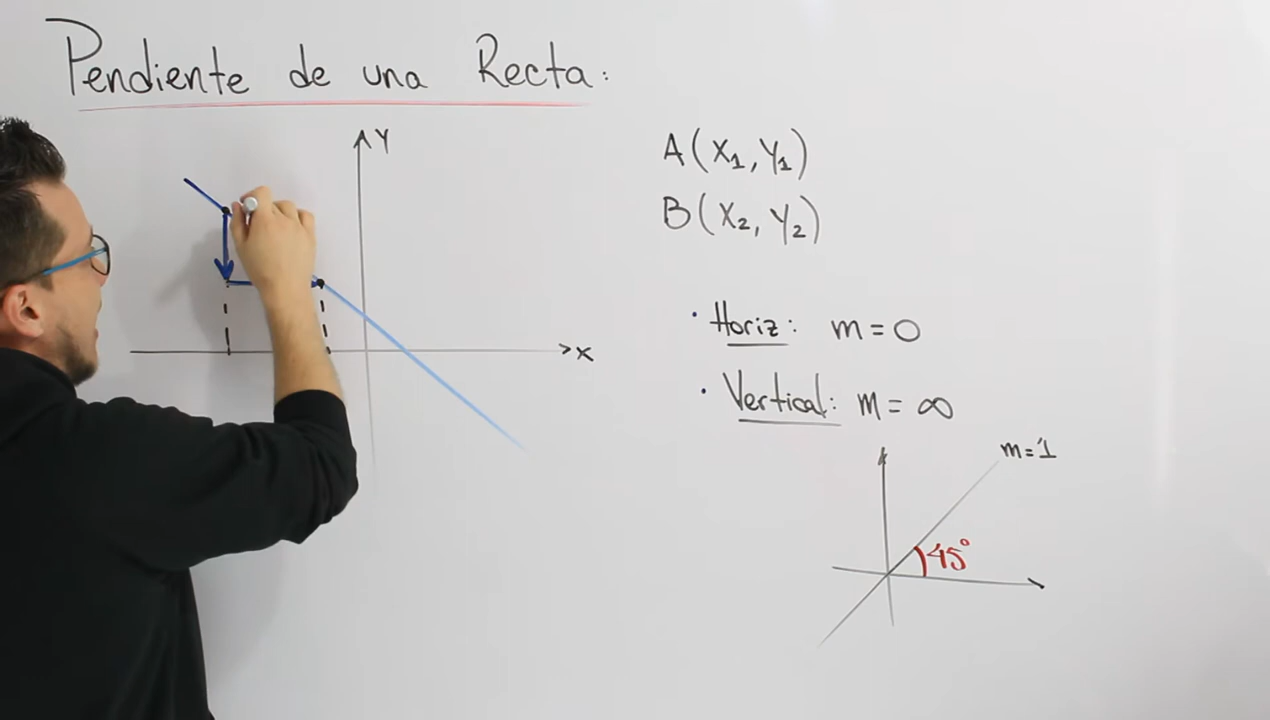 Pendiente de una Recta:
Y
X
A(X₁, Y₁)
B(X₂, Y₂)
· Horiz: m = 0
· Vertical: m = ∞
m=1
45°